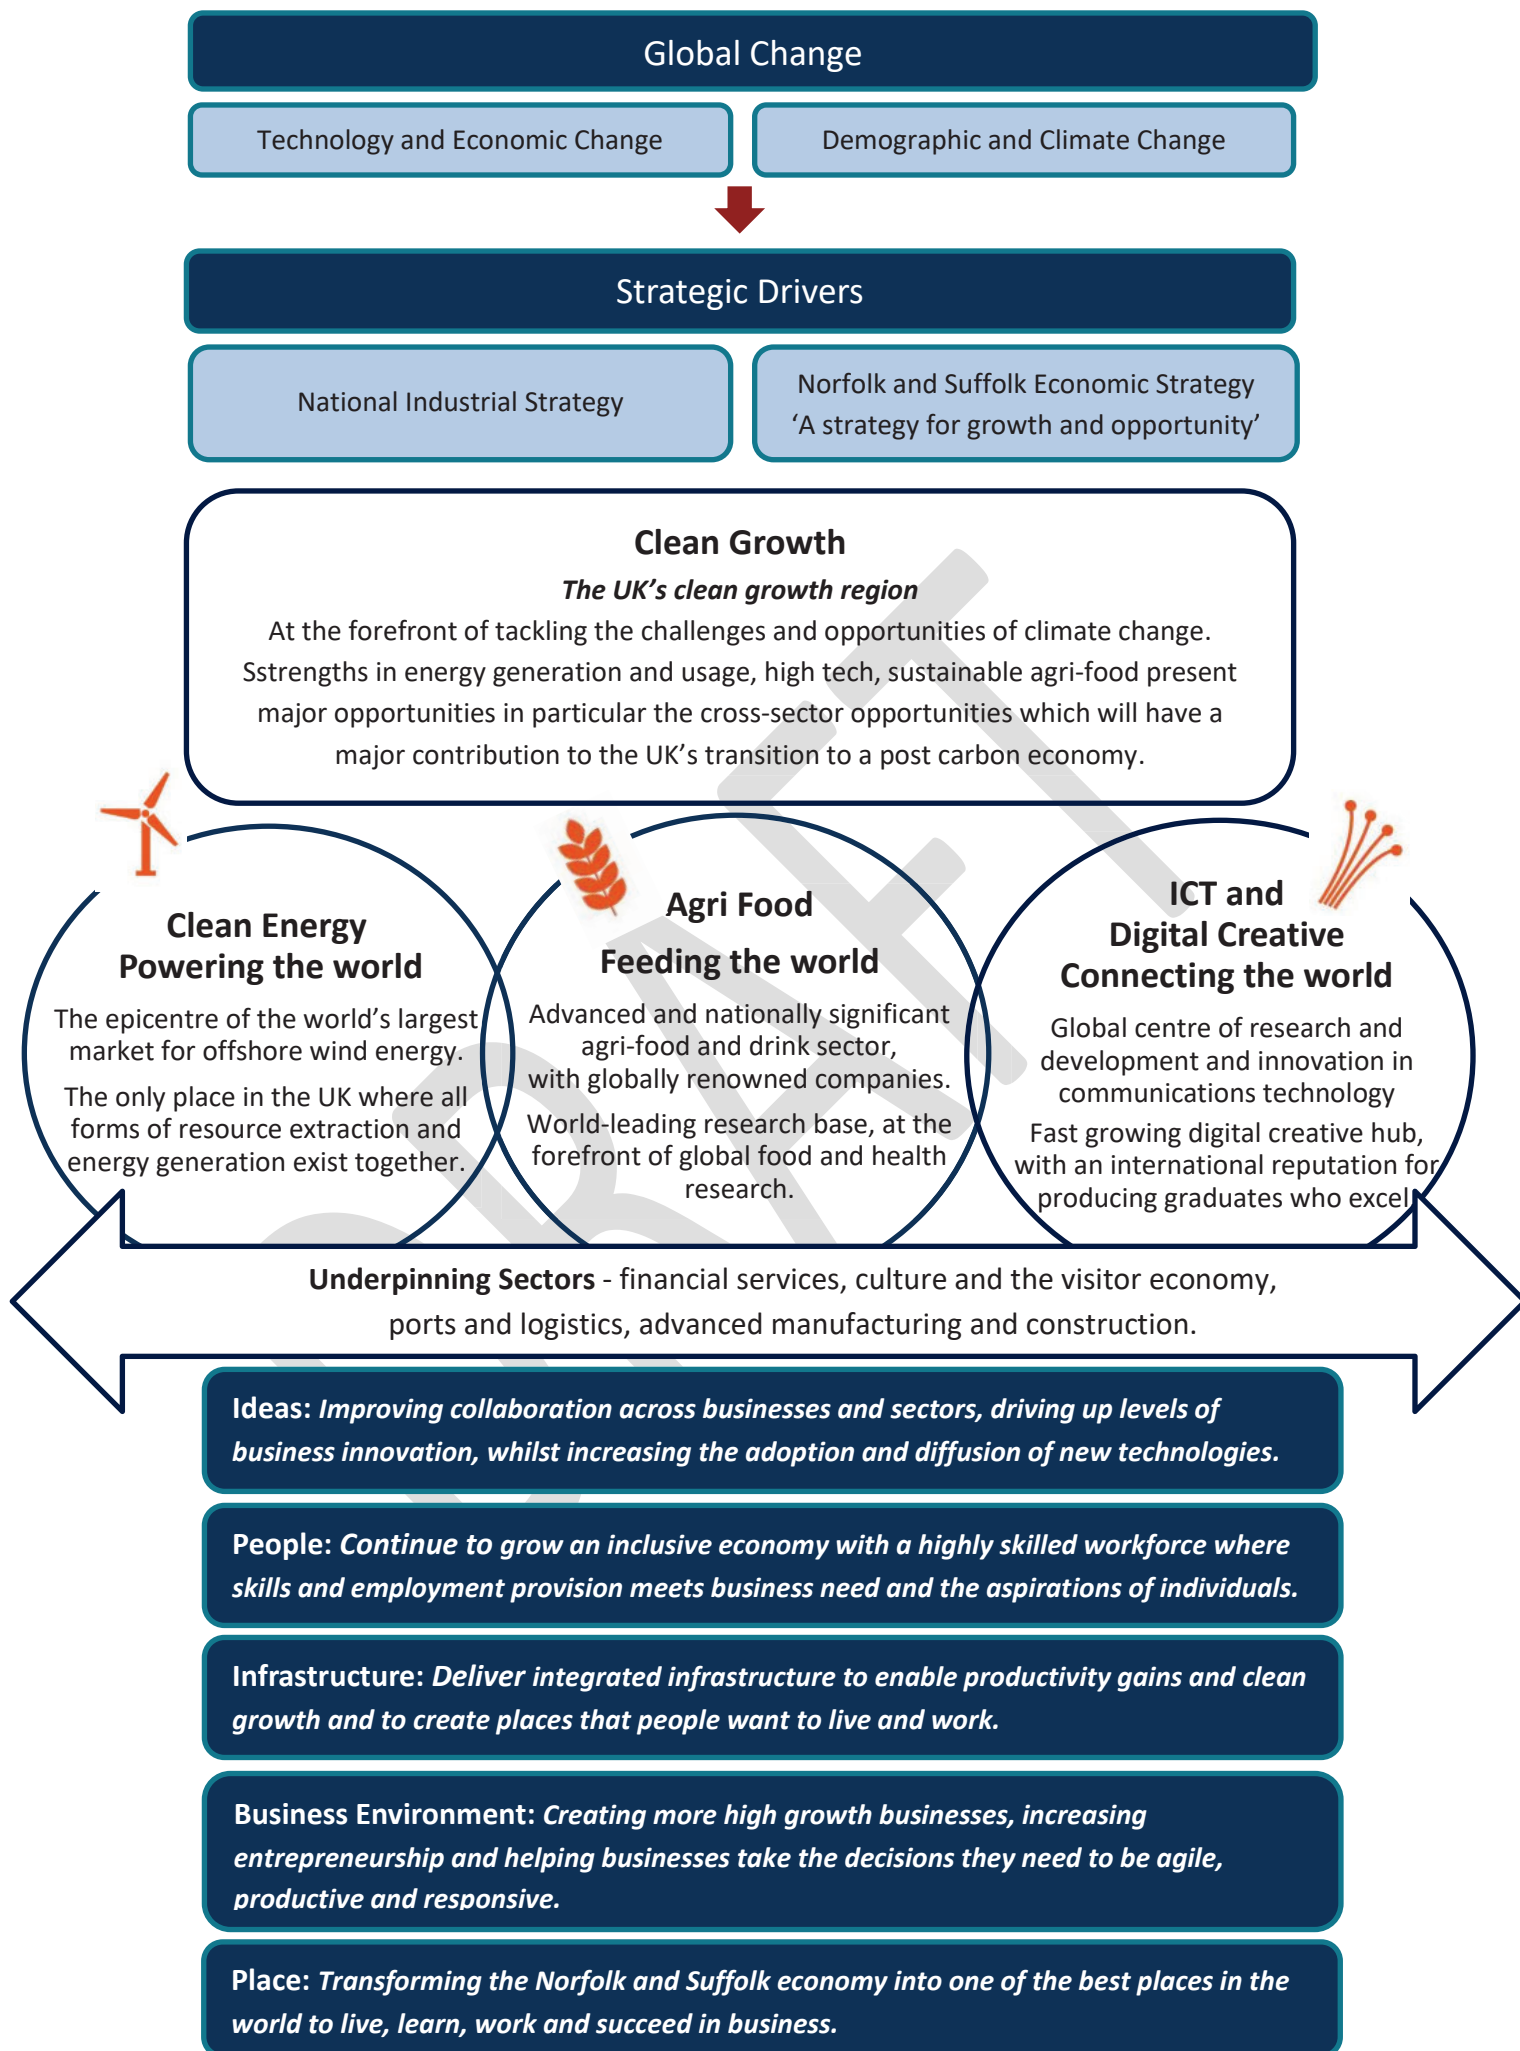 Global Change
Technology and Economic Change
Demographic and Climate Change
Strategic Drivers
National Industrial Strategy
Norfolk and Suffolk Economic Strategy
‘A strategy for growth and opportunity’
Clean Growth
The UK’s clean growth region
At the forefront of tackling the challenges and opportunities of climate change.
Sstrengths in energy generation and usage, high tech, sustainable agri-food present
major opportunities in particular the cross-sector opportunities which will have a
major contribution to the UK’s transition to a post carbon economy.
Clean Energy
Powering the world
The epicentre of the world’s largest
market for offshore wind energy.
The only place in the UK where all
forms of resource extraction and
energy generation exist together.
Agri Food
Feeding the world
Advanced and nationally significant
agri-food and drink sector,
with globally renowned companies.
World-leading research base, at the
forefront of global food and health
research.
ICT and
Digital Creative
Connecting the world
Global centre of research and
development and innovation in
communications technology
Fast growing digital creative hub,
with an international reputation for
producing graduates who excel.
Underpinning Sectors - financial services, culture and the visitor economy,
ports and logistics, advanced manufacturing and construction.
Ideas: Improving collaboration across businesses and sectors, driving up levels of
business innovation, whilst increasing the adoption and diffusion of new technologies.
People: Continue to grow an inclusive economy with a highly skilled workforce where
skills and employment provision meets business need and the aspirations of individuals.
Infrastructure: Deliver integrated infrastructure to enable productivity gains and clean
growth and to create places that people want to live and work.
Business Environment: Creating more high growth businesses, increasing
entrepreneurship and helping businesses take the decisions they need to be agile,
productive and responsive.
Place: Transforming the Norfolk and Suffolk economy into one of the best places in the
world to live, learn, work and succeed in business.
DRAFT